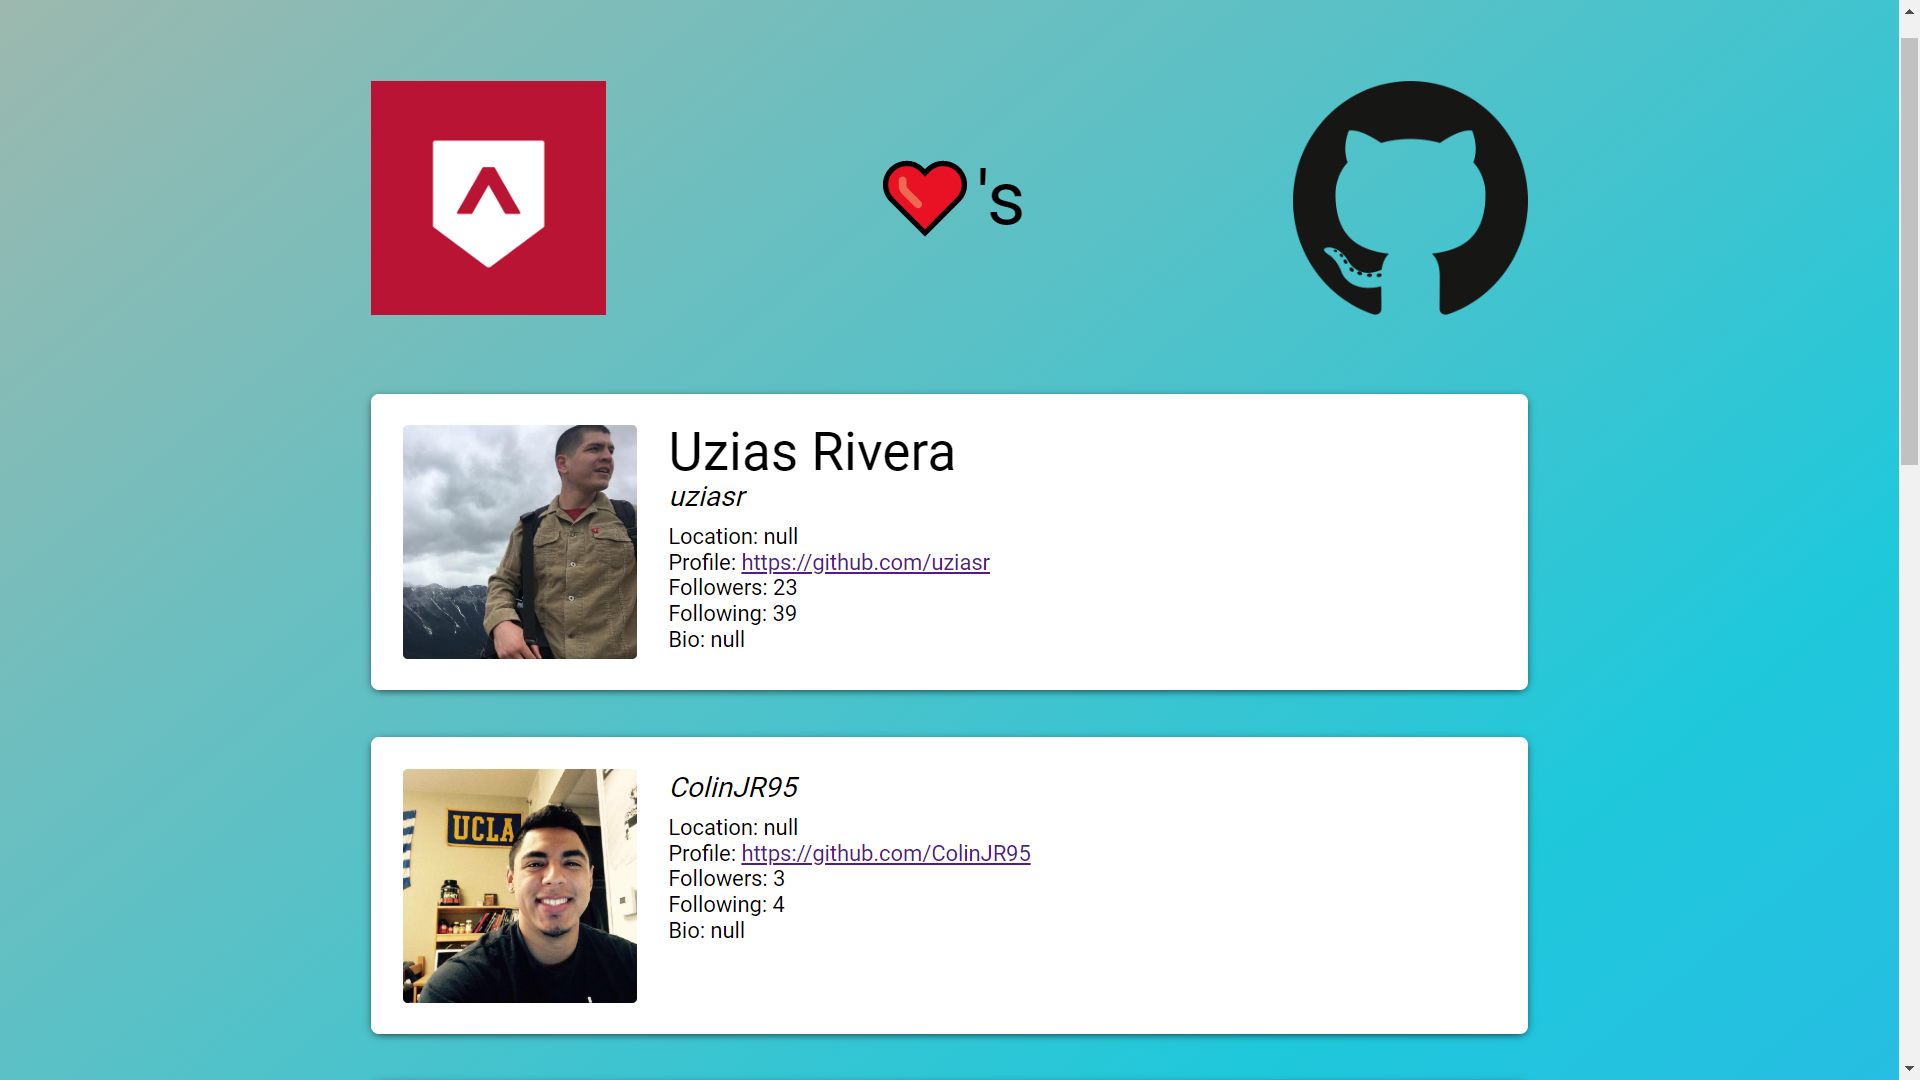 's
Uzias Rivera
uziasr
Location: null
Profile: https://github.com/uziasr
Followers: 23
Following: 39
Bio: null
UCLA
ColinJR95
Location: null
Profile: https://github.com/ColinJR95
Followers: 3
Following: 4
Bio: null